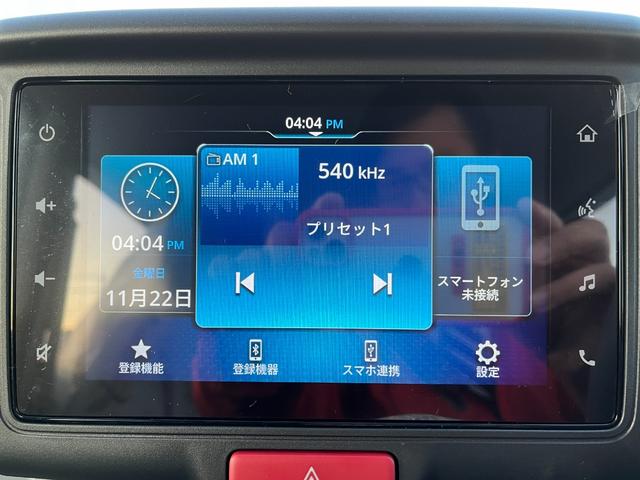 04:04 PM
AM 1
540 kHz
プリセット1
04:04 PM
金曜日
11月22日
スマートフォン
未接続
登録機能
登録機器
スマホ連携
設定